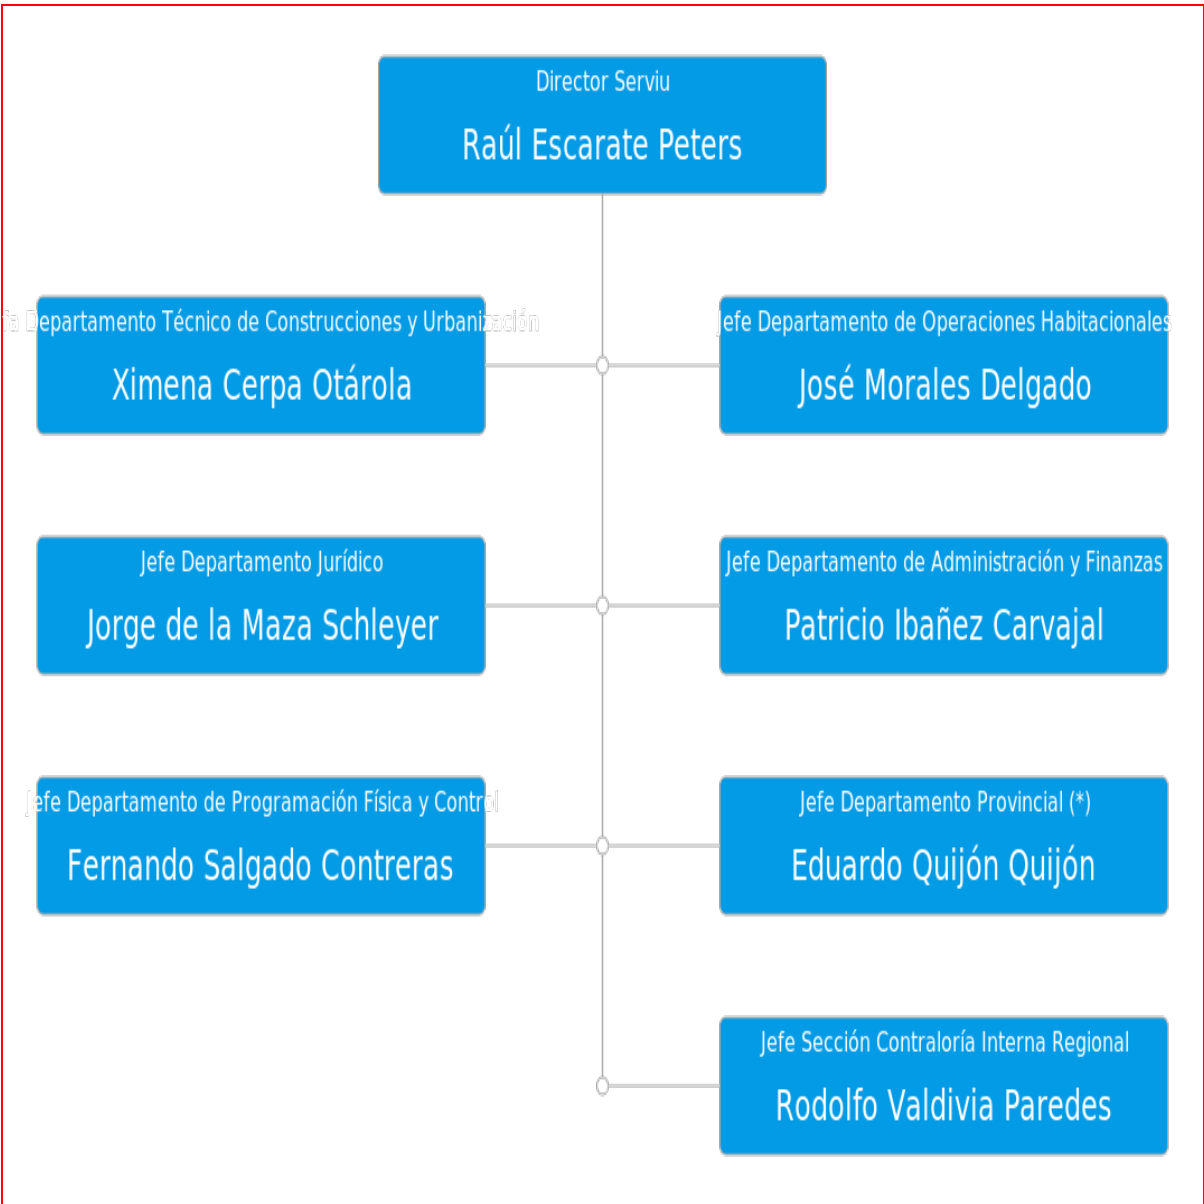 Director Serviu
Raúl Escarate Peters
fa Departamento Técnico de Construcciones y Urbanización
Ximena Cerpa Otárola
Jefe Departamento de Operaciones Habitacionales
José Morales Delgado
Jefe Departamento Jurídico
Jorge de la Maza Schleyer
Jefe Departamento de Administración y Finanzas
Patricio Ibañez Carvajal
Jefe Departamento de Programación Física y Control
Fernando Salgado Contreras
Jefe Departamento Provincial (*)
Eduardo Quijón Quijón
Jefe Sección Contraloría Interna Regional
Rodolfo Valdivia Paredes